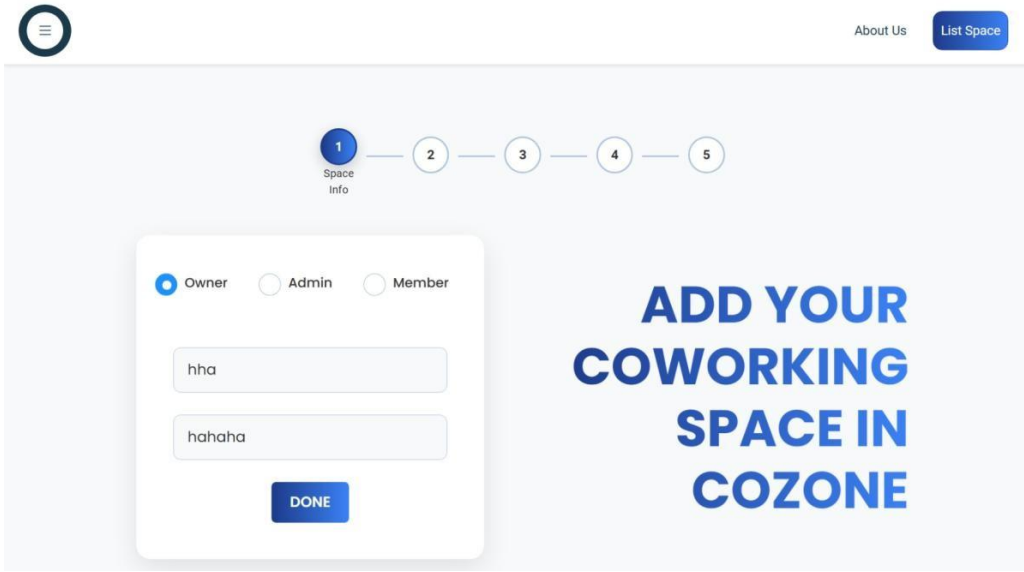 About Us
List Space
1
2
3
4
5
Space
Info
Owner
Admin
Member
hha
hahaha
DONE
ADD YOUR
COWORKING
SPACE IN
COZONE